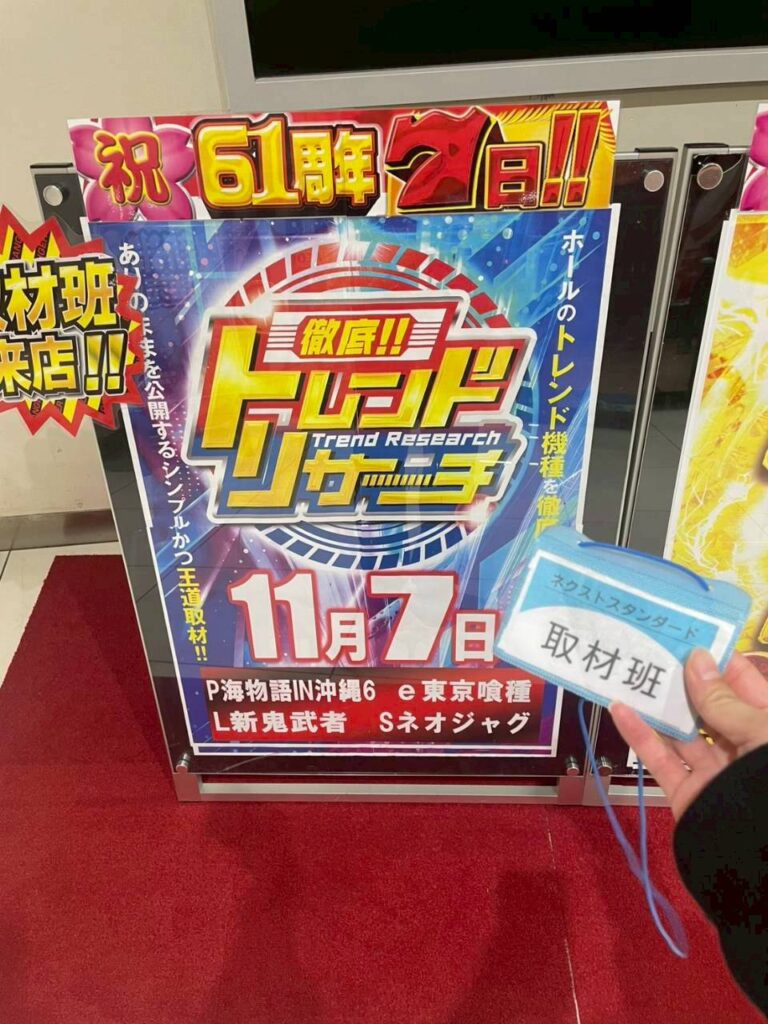 祝 61周年 7日!!
取材班
来店!!
ホールのトレンド機種を徹底
徹底!!
トレンド
Trend Research
リサーチ
ありのままを公開するシンプルかつ王道取材!!
11月7日
P海物語IN沖縄6 e東京喰種
L新鬼武者 Sネオジャグ
ネクストスタンダード
取材班